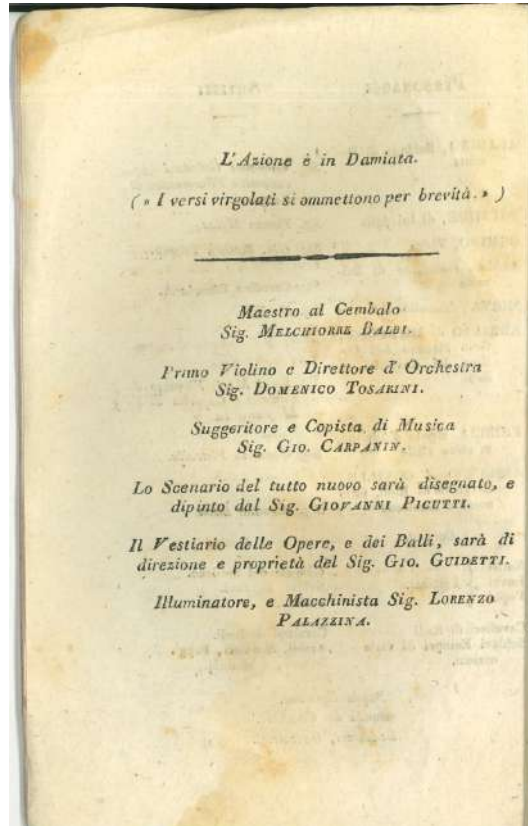 L'Azione è in Damiata.
( » I versi virgolati si ommettono per brevità. » )
Maestro al Cembalo
Sig. MELCHIORRE BALBI.
Primo Violino e Direttore d'Orchestra
Sig. DOMENICO TOSARINI.
Suggeritore e Copista di Musica
Sig. GIO. CARPANIN.
Lo Scenario del tutto nuovo sarà disegnato, e
dipinto dal Sig. GIOVANNI PICUTTI.
Il Vestiario delle Opere, e dei Balli, sarà di
direzione e proprietà del Sig. GIO. GUIDETTI.
Illuminatore, e Macchinista Sig. LORENZO
PALAZZINA.